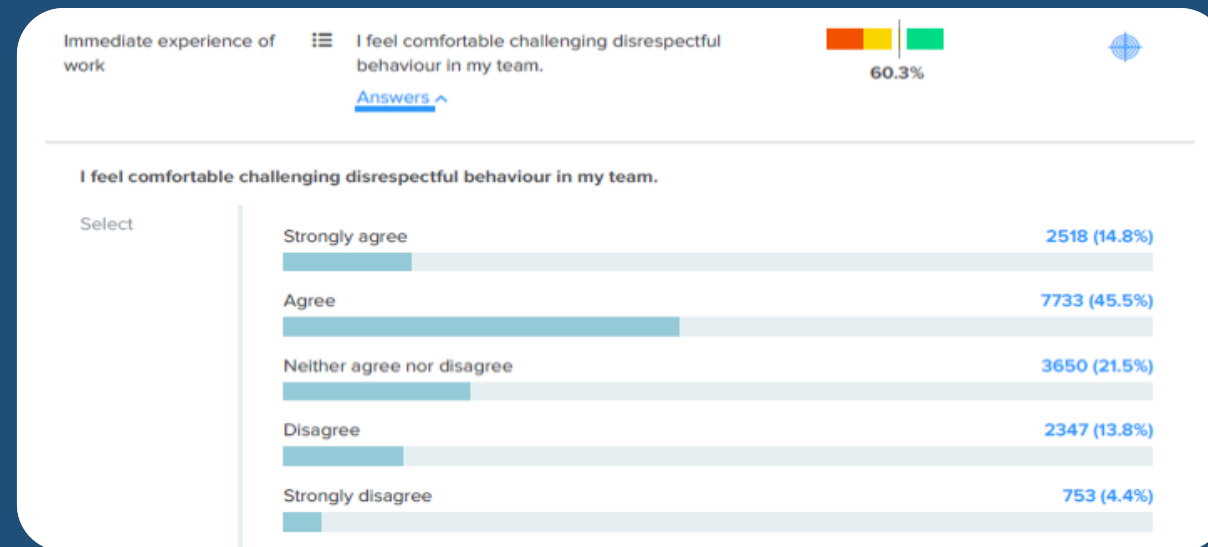 Immediate experience of
work
I feel comfortable challenging disrespectful
behaviour in my team.
Answers
60.3%
I feel comfortable challenging disrespectful behaviour in my team.
Select
Strongly agree 2518 (14.8%)
Agree 7733 (45.5%)
Neither agree nor disagree 3650 (21.5%)
Disagree 2347 (13.8%)
Strongly disagree 753 (4.4%)